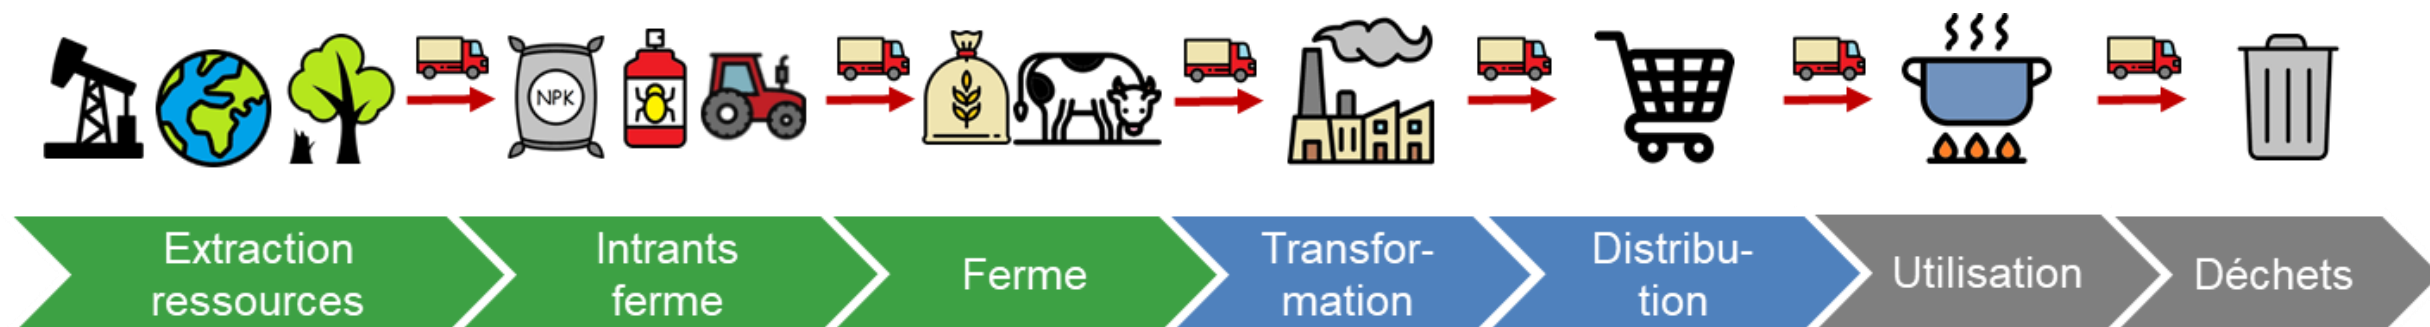 NPK
Extraction
ressources
Intrants
ferme
Ferme
Transfor-
mation
Distribu-
tion
Utilisation
Déchets